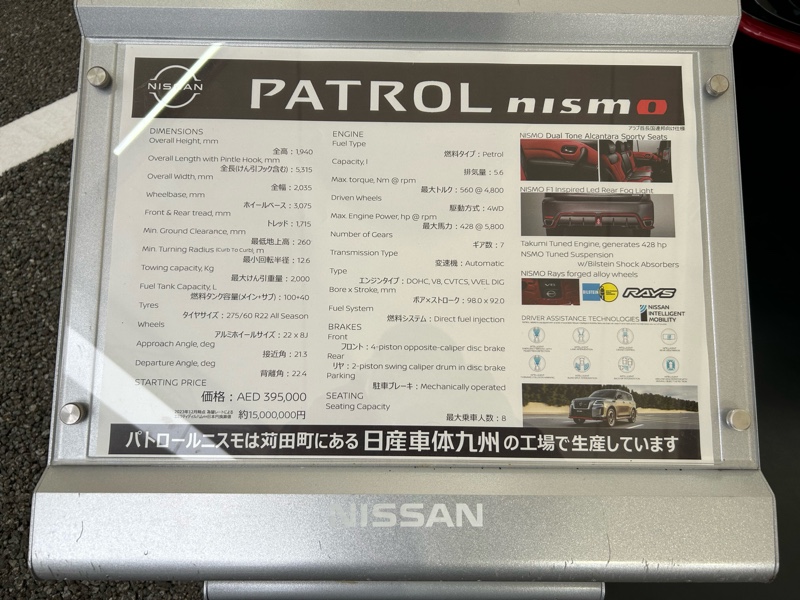 NISSAN
PATROL nismo
アラブ首長国連邦向け仕様
DIMENSIONS
Overall Height, mm
全高:1,940
Overall Length with Pintle Hook, mm
全長(けん引フック含む):5,315
Overall Width, mm
全幅:2,035
Wheelbase, mm
ホイールベース:3,075
Front & Rear tread, mm
トレッド:1,715
Min. Ground Clearance, mm
最低地上高:260
Min. Turning Radius (Curb To Curb), m
最小回転半径:12.6
Towing capacity, Kg
最大けん引重量:2,000
Fuel Tank Capacity, L
燃料タンク容量(メイン+サブ):100+40
Tyres
タイヤサイズ:275/60 R22 All Season
Wheels
アルミホイールサイズ:22 x 8J
Approach Angle, deg
接近角:21.3
Departure Angle, deg
背離角:22.4
STARTING PRICE
価格:AED 395,000
約15,000,000円
ENGINE
Fuel Type
燃料タイプ:Petrol
Capacity, l
排気量:5.6
Max. torque, Nm @ rpm
最大トルク:560 @ 4,800
Driven Wheels
駆動方式:4WD
Max. Engine Power, hp @ rpm
最大馬力:428 @ 5,800
Number of Gears
ギア数:7
Transmission Type
変速機:Automatic
Type
エンジンタイプ:DOHC, V8, CVTCS, VVEL DIG
Bore x Stroke, mm
ボア×ストローク:98.0 x 92.0
Fuel System
燃料システム:Direct fuel injection
BRAKES
Front
フロント:4-piston opposite-caliper disc brake
Rear
リヤ:2-piston swing caliper drum in disc brake
Parking
駐車ブレーキ:Mechanically operated
SEATING
Seating Capacity
最大乗車人数:8
NISMO Dual Tone Alcantara Sporty Seats
NISMO F1 Inspired Led Rear Fog Light
Takumi Tuned Engine, generates 428 hp
NSMO Tuned Suspension
w/Bilstein Shock Absorbers
NISMO Rays forged alloy wheels
BILSTEIN
RAYS
NISSAN
INTELLIGENT
MOBILITY
DRIVER ASSISTANCE TECHNOLOGIES
パトロールニスモは苅田町にある日産車体九州の工場で生産しています
NISSAN